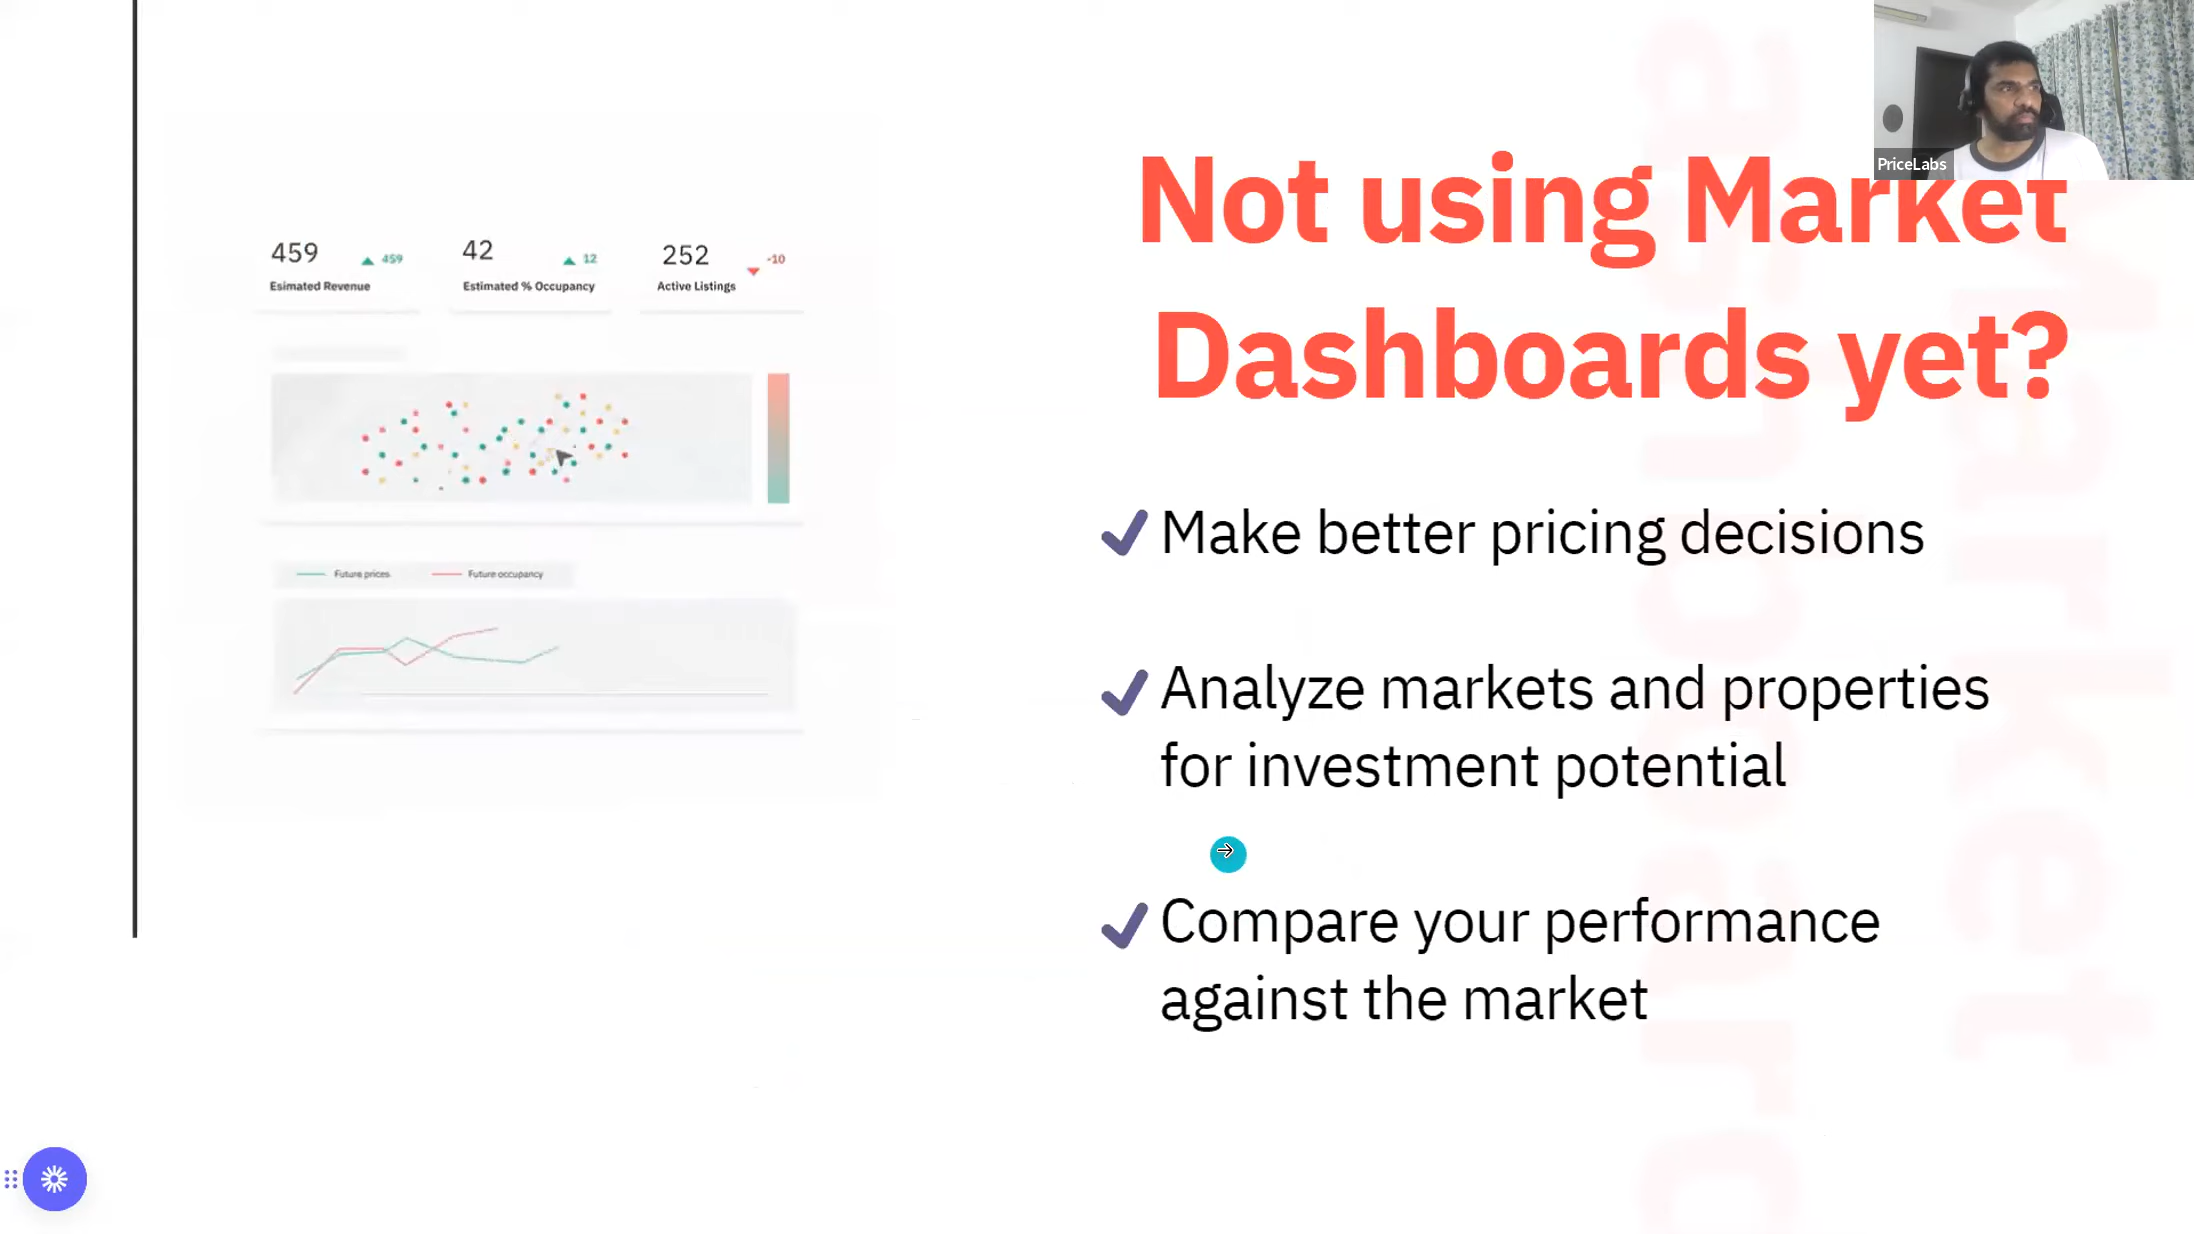 PriceLabs
Not using Market
Dashboards yet?
459
459
Esimated Revenue
42
12
Estimated % Occupancy
252
-10
Active Listings
Future prices
Future occupancy
Make better pricing decisions
Analyze markets and properties
for investment potential
Compare your performance
against the market
Market
Dashboard